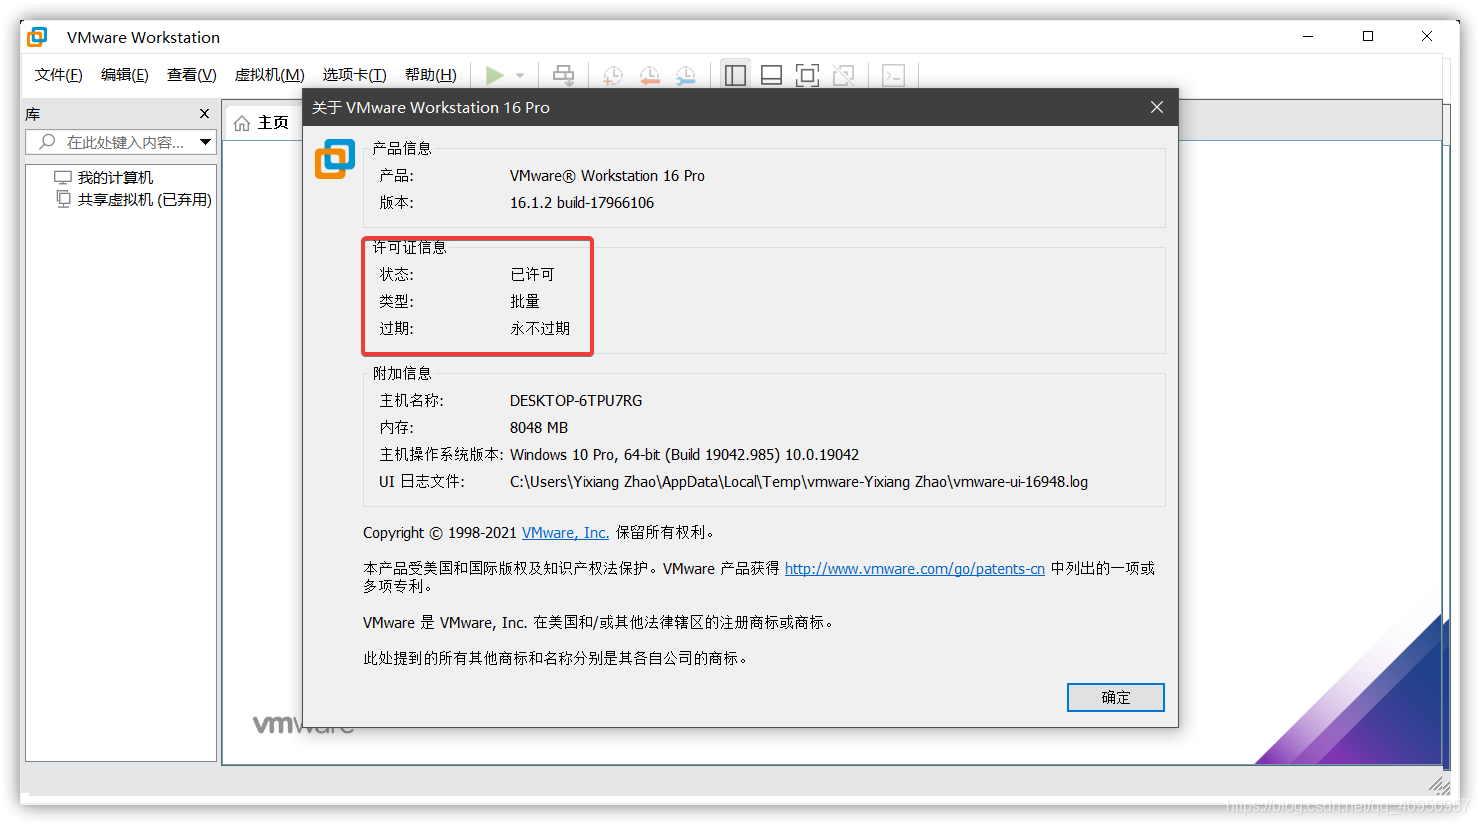 VMware Workstation
文件(F) 编辑(E) 查看(V) 虚拟机(M) 选项卡(T) 帮助(H)
库
在此处键入内容...
我的计算机
共享虚拟机 (已弃用)
主页
关于 VMware Workstation 16 Pro
产品信息
产品: VMware® Workstation 16 Pro
版本: 16.1.2 build-17966106
许可证信息
状态: 已许可
类型: 批量
过期: 永不过期
附加信息
主机名称: DESKTOP-6TPU7RG
内存: 8048 MB
主机操作系统版本: Windows 10 Pro, 64-bit (Build 19042.985) 10.0.19042
UI 日志文件: C:\Users\Yixiang Zhao\AppData\Local\Temp\vmware-Yixiang Zhao\vmware-ui-16948.log
Copyright © 1998-2021 VMware, Inc. 保留所有权利。
本产品受美国和国际版权及知识产权法保护。VMware 产品获得 http://www.vmware.com/go/patents-cn 中列出的一项或
多项专利。
VMware 是 VMware, Inc. 在美国和/或其他法律辖区的注册商标或商标。
此处提到的所有其他商标和名称分别是其各自公司的商标。
确定
vmware
https://blog.csdn.net/qq_40950957